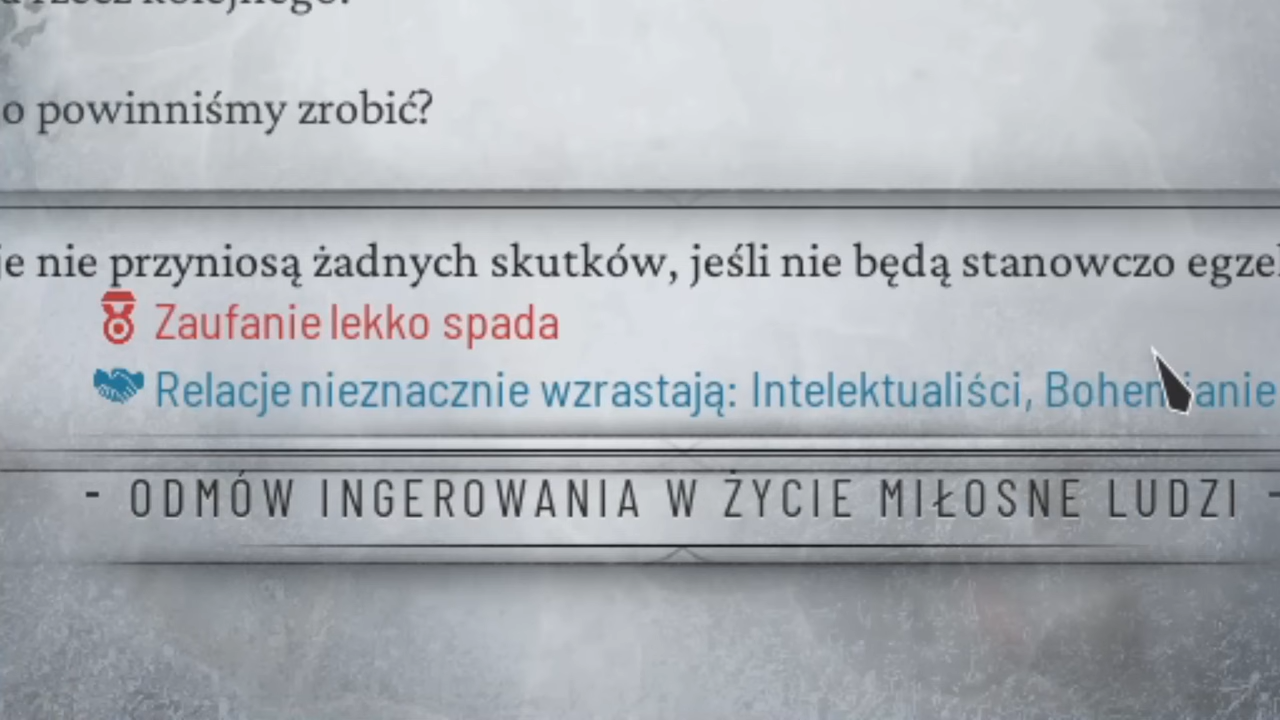 kolejnego.
o powinniśmy zrobić?
je nie przyniosą żadnych skutków, jeśli nie będą stanowczo
Zaufanie lekko spada
Relacje nieznacznie wzrastają: Intelektualiści,
- ODMÓW INGEROWANIA W ŻYCIE MIŁOSNE LUDZI -